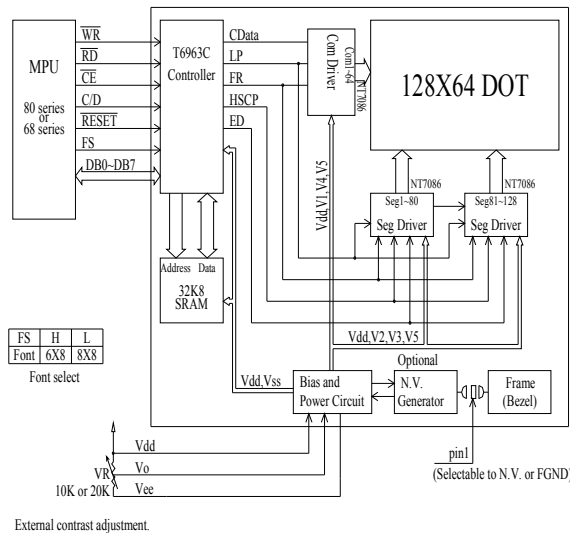 MPU
80 series
or
68 series
WR
RD
CE
C/D
RESET
FS
DB0~DB7
T6963C
Controller
CData
LP
FR
HSCP
ED
Com Driver
Com1-64
NT7086
128X64 DOT
Vdd,V1,V4,V5
NT7086
NT7086
Seg1~80
Seg Driver
Seg81~128
Seg Driver
Address Data
32K8
SRAM
Vdd,V2,V3,V5
FS H L
Font 6X8 8X8
Font select
Vdd,Vss
Bias and
Power Circuit
Optional
N.V.
Generator
Frame
(Bezel)
pin1
(Selectable to N.V. or FGND)
Vdd
Vo
Vee
VR
10K or 20K
External contrast adjustment.